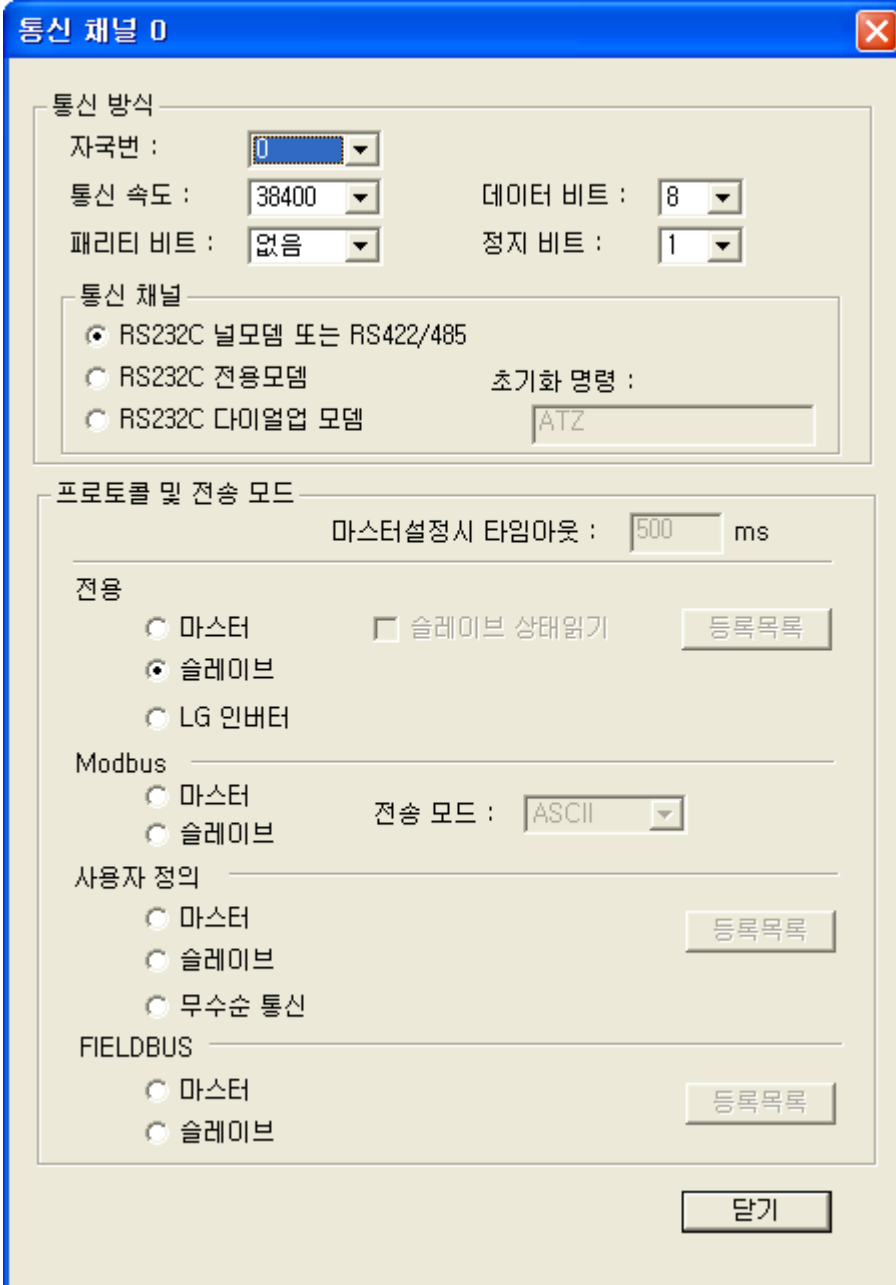 통신 채널 0
통신 방식
자국번 : 0
통신 속도 : 38400 데이터 비트 : 8
패리티 비트 : 없음 정지 비트 : 1
통신 채널
RS232C 널모뎀 또는 RS422/485
RS232C 전용모뎀 초기화 명령 :
RS232C 다이얼업 모뎀 ATZ
프로토콜 및 전송 모드
마스터설정시 타임아웃 : 500 ms
전용
마스터 슬레이브 상태읽기 등록목록
슬레이브
LG 인버터
Modbus
마스터
전송 모드 : ASCII
슬레이브
사용자 정의
마스터 등록목록
슬레이브
무수순 통신
FIELDBUS
마스터 등록목록
슬레이브
닫기